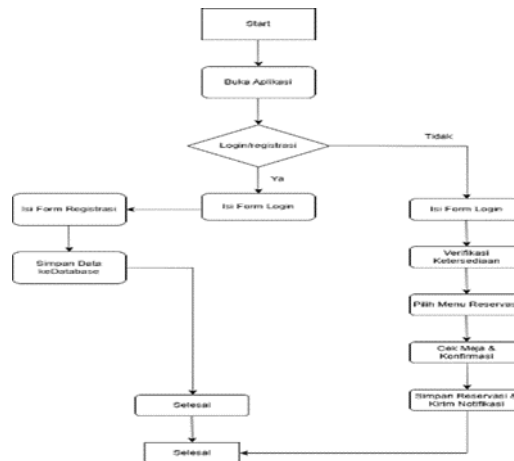 Start
Buka Aplikasi
Login/registrasi
Tidak
Ya
Isi Form Registrasi
Isi Form Login
Isi Form Login
Simpan Data
keDatabase
Verifikasi
Ketersediaan
Pilih Menu Reservasi
Cek Meja &
Konfirmasi
Simpan Reservasi &
Kirim Notifikasi
Selesai
Selesai